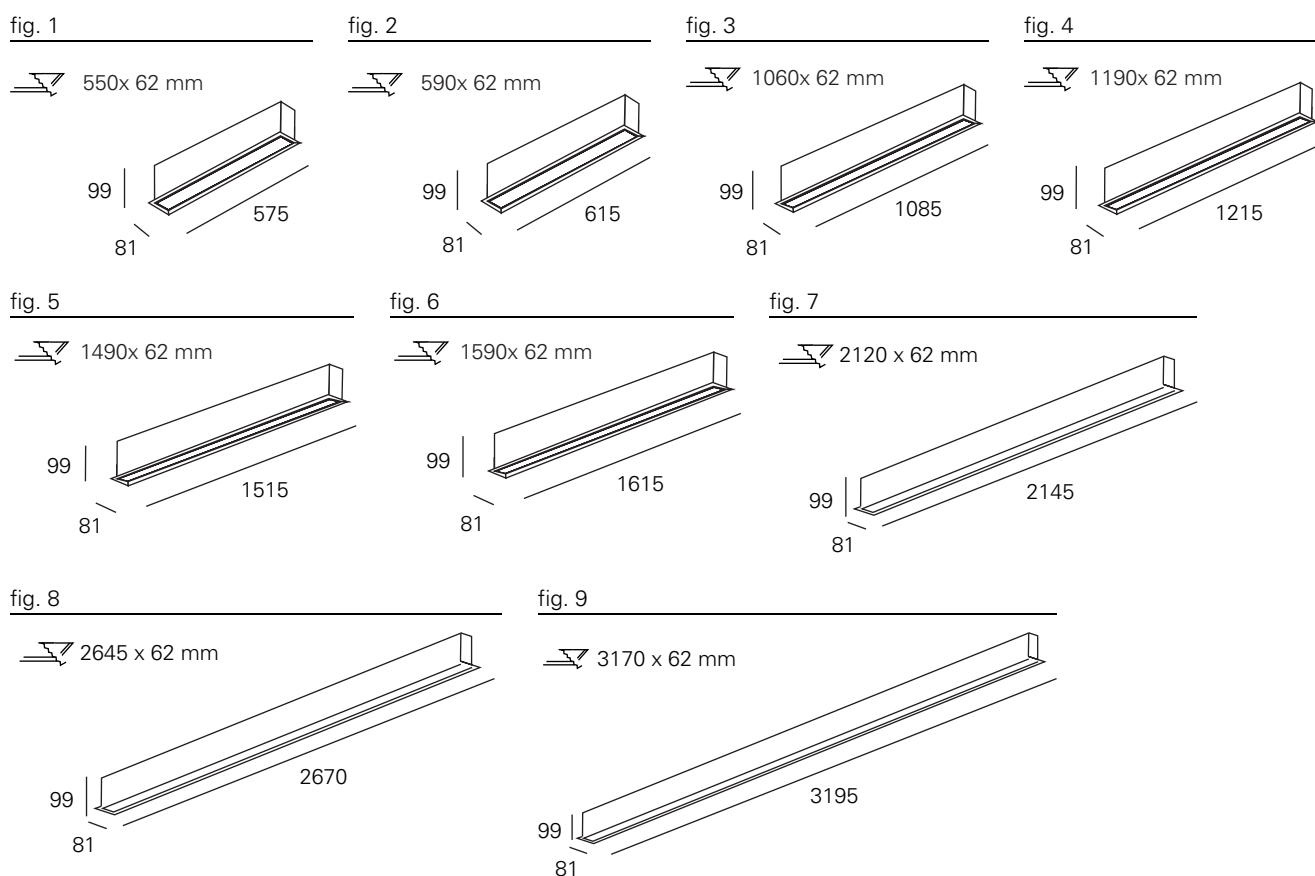 fig. 1
550x 62 mm
99
575
81
fig. 2
590x 62 mm
99
615
81
fig. 3
1060x 62 mm
99
1085
81
fig. 4
1190x 62 mm
99
1215
81
fig. 5
1490x 62 mm
99
1515
81
fig. 6
1590x 62 mm
99
1615
81
fig. 7
2120 x 62 mm
99
2145
81
fig. 8
2645 x 62 mm
99
2670
81
fig. 9
3170 x 62 mm
99
3195
81